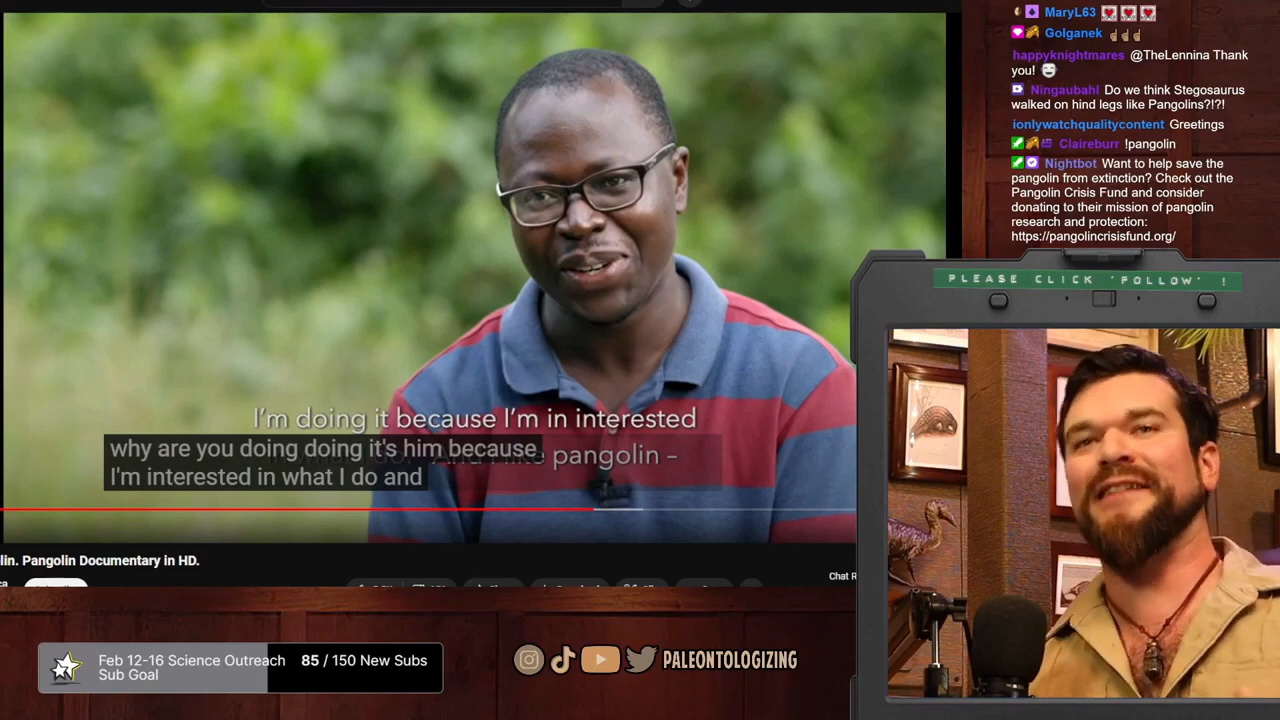 MaryL63
Golganek
happyknightmares @TheLennina Thank
you!
Ningaubahl Do we think Stegosaurus
walked on hind legs like Pangolins?!?!
ionlywatchqualitycontent Greetings
Claireburr !pangolin
Nightbot Want to help save the
pangolin from extinction? Check out the
Pangolin Crisis Fund and consider
donating to their mission of pangolin
research and protection:
https://pangolincrisisfund.org/
PLEASE CLICK 'FOLLOW' !
I'm doing it because I'm in interested
pangolin –
why are you doing doing it's him because
I'm interested in what I do and
lin. Pangolin Documentary in HD.
Chat R
Feb 12-16 Science Outreach 85 / 150 New Subs
Sub Goal
PALEONTOLOGIZING